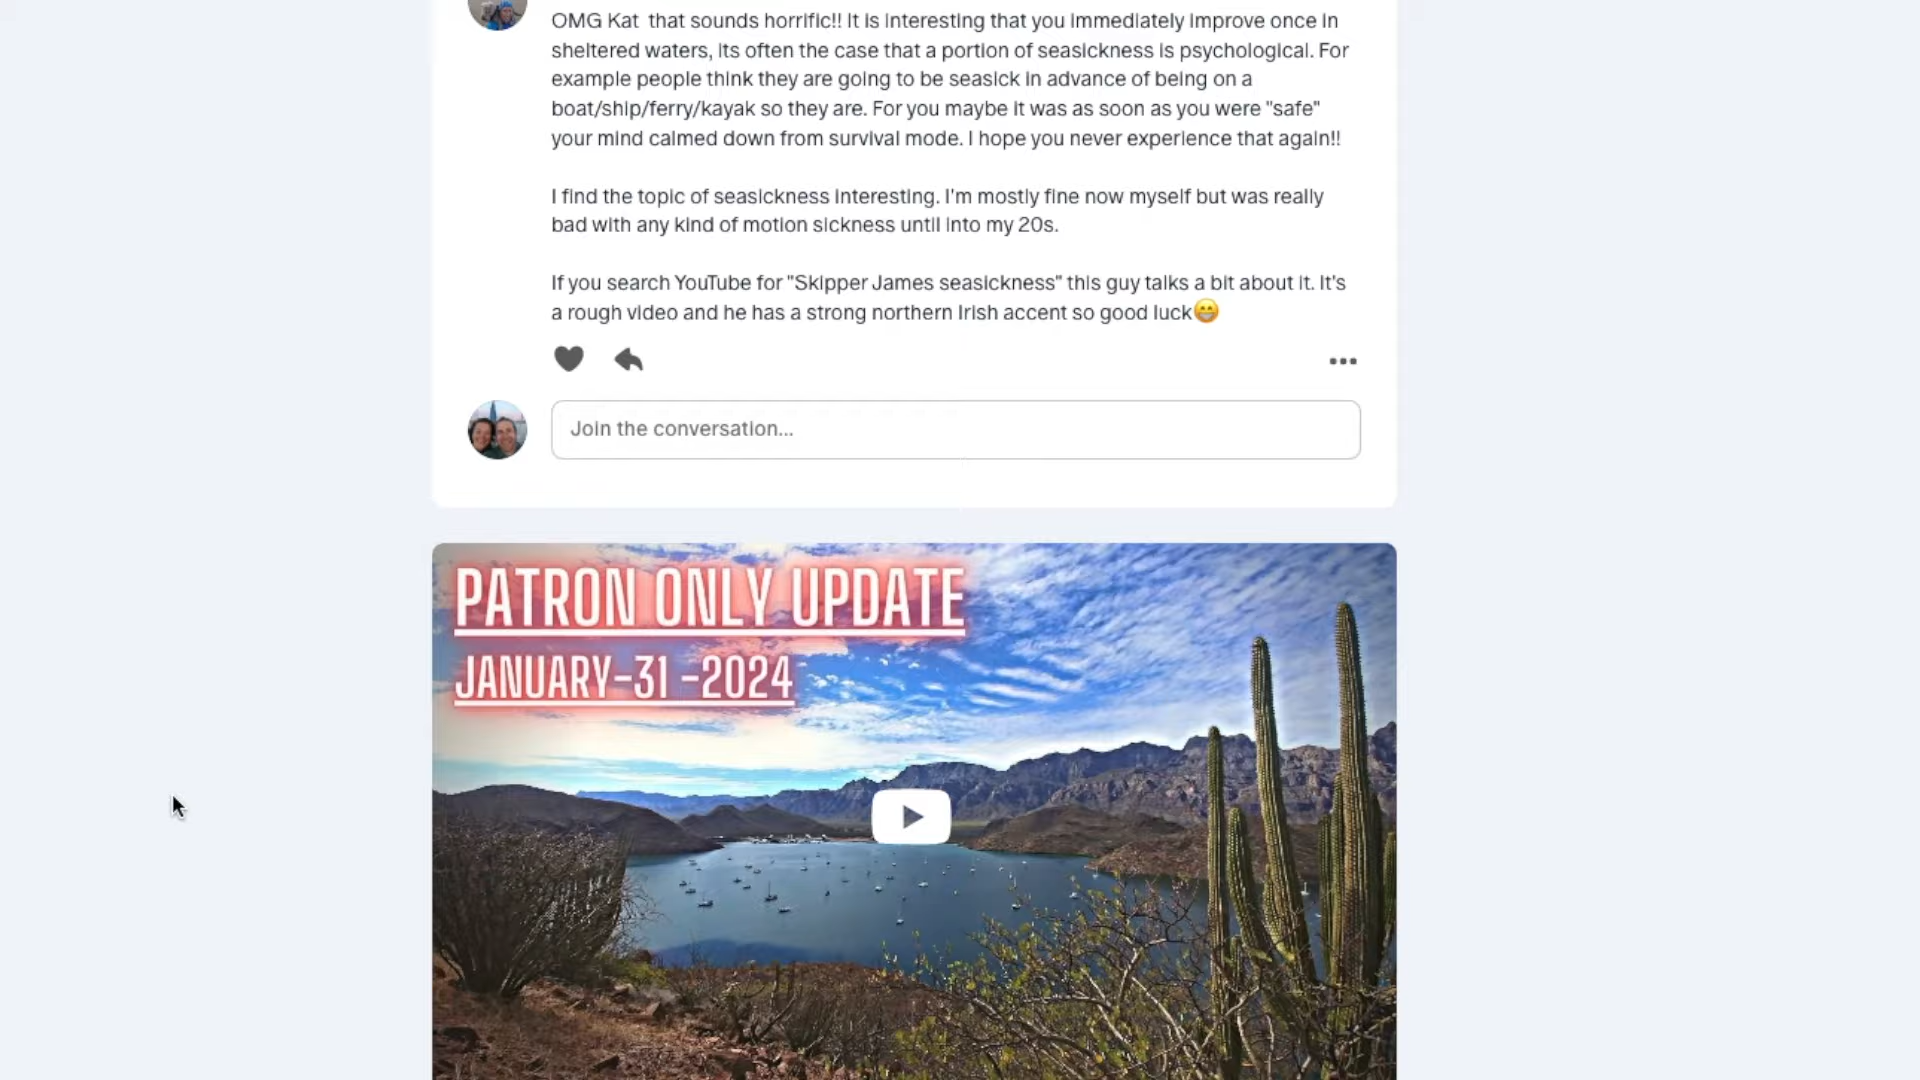 OMG Kat  that sounds horrific!! It is interesting that you immediately improve once in
sheltered waters, its often the case that a portion of seasickness is psychological. For
example people think they are going to be seasick in advance of being on a
boat/ship/ferry/kayak so they are. For you maybe it was as soon as you were "safe"
your mind calmed down from survival mode. I hope you never experience that again!!
I find the topic of seasickness interesting. I'm mostly fine now myself but was really
bad with any kind of motion sickness until into my 20s.
If you search YouTube for "Skipper James seasickness" this guy talks a bit about it. It's
a rough video and he has a strong northern Irish accent so good luck😁
Join the conversation...
PATRON ONLY UPDATE
JANUARY-31 -2024